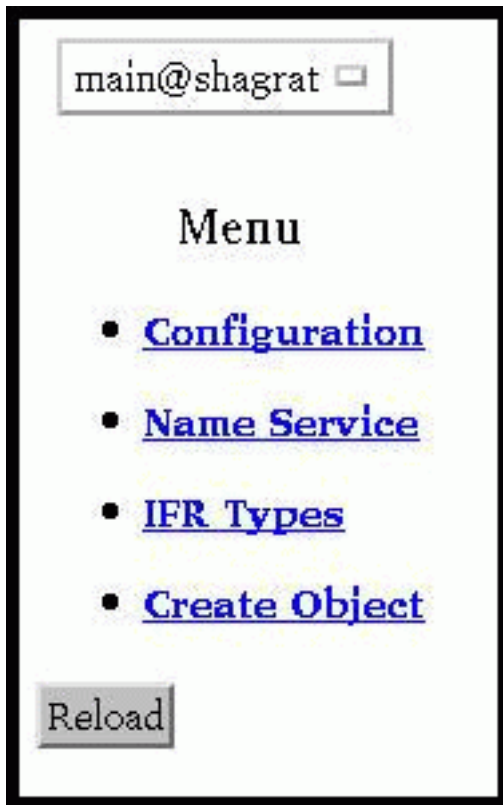 main@shagrat
Menu
Configuration
Name Service
IFR Types
Create Object
Reload